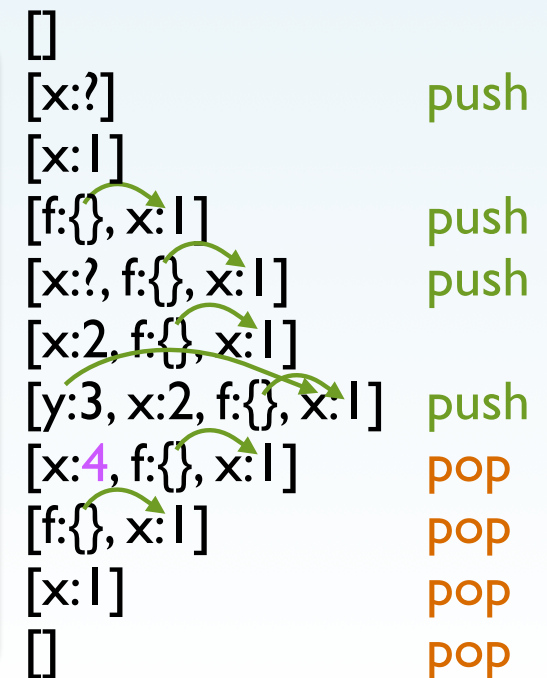 []
[x:?] push
[x:1]
[f:{}, x:1] push
[x:?, f:{}, x:1] push
[x:2, f:{}, x:1]
[y:3, x:2, f:{}, x:1] push
[x:4, f:{}, x:1] pop
[f:{}, x:1] pop
[x:1] pop
[] pop